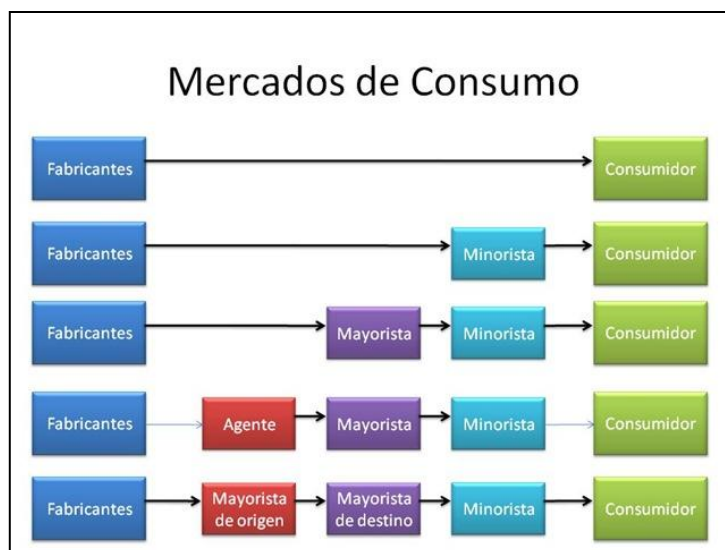 Mercados de Consumo
Fabricantes
Consumidor
Fabricantes
Minorista
Consumidor
Fabricantes
Mayorista
Minorista
Consumidor
Fabricantes
Agente
Mayorista
Minorista
Consumidor
Fabricantes
Mayorista
de origen
Mayorista
de destino
Minorista
Consumidor